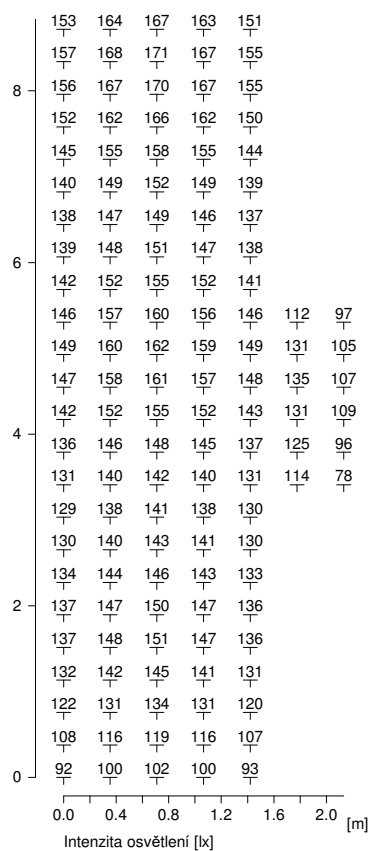 153 164 167 163 151
157 168 171 167 155
8 156 167 170 167 155
152 162 166 162 150
145 155 158 155 144
140 149 152 149 139
138 147 149 146 137
6 139 148 151 147 138
142 152 155 152 141
146 157 160 156 146 112 97
149 160 162 159 149 131 105
147 158 161 157 148 135 107
4 142 152 155 152 143 131 109
136 146 148 145 137 125 96
131 140 142 140 131 114 78
129 138 141 138 130
130 140 143 141 130
134 144 146 143 133
2 137 147 150 147 136
137 148 151 147 136
132 142 145 141 131
122 131 134 131 120
108 116 119 116 107
0 92 100 102 100 93
0.0 0.4 0.8 1.2 1.6 2.0 [m]
Intenzita osvětlení [lx]